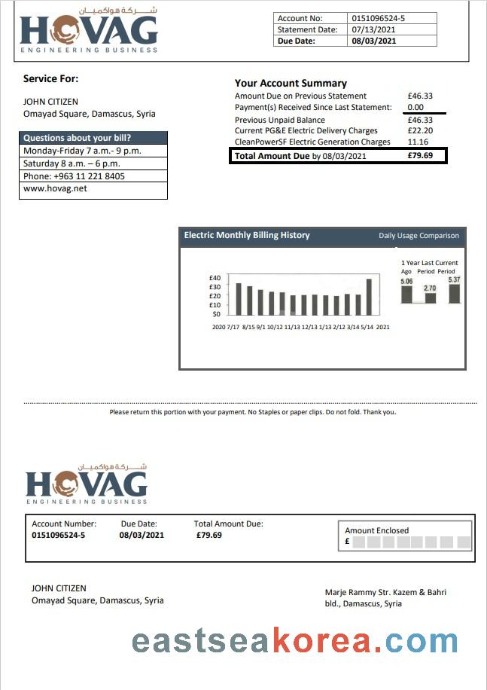 شركة هواكميان
HOVAG
ENGINEERING BUSINESS
Account No: 0151096524-5
Statement Date: 07/13/2021
Due Date: 08/03/2021
Service For:
JOHN CITIZEN
Omayad Square, Damascus, Syria
Questions about your bill?
Monday-Friday 7 a.m.- 9 p.m.
Saturday 8 a.m. – 6 p.m.
Phone: +963 11 221 8405
www.hovag.net
Your Account Summary
Amount Due on Previous Statement £46.33
Payment(s) Received Since Last Statement: 0.00
Previous Unpaid Balance £46.33
Current PG&E Electric Delivery Charges £22.20
CleanPowerSF Electric Generation Charges 11.16
Total Amount Due by 08/03/2021 £79.69
Electric Monthly Billing History Daily Usage Comparison
1 Year Last Current
Ago Period Period
5.06 2.70 5.37
£40
£30
£20
£10
$0
2020 7/17 8/15 9/1 10/12 11/13 12/13 1/13 2/12 3/14 5/14 2021
Please return this portion with your payment. No Staples or paper clips. Do not fold. Thank you.
شركة هواكميان
HOVAG
ENGINEERING BUSINESS
Account Number: Due Date: Total Amount Due:
0151096524-5 08/03/2021 £79.69
Amount Enclosed
£
JOHN CITIZEN
Omayad Square, Damascus, Syria
Marje Rammy Str. Kazem & Bahri
bld., Damascus, Syria
eastseakorea.com